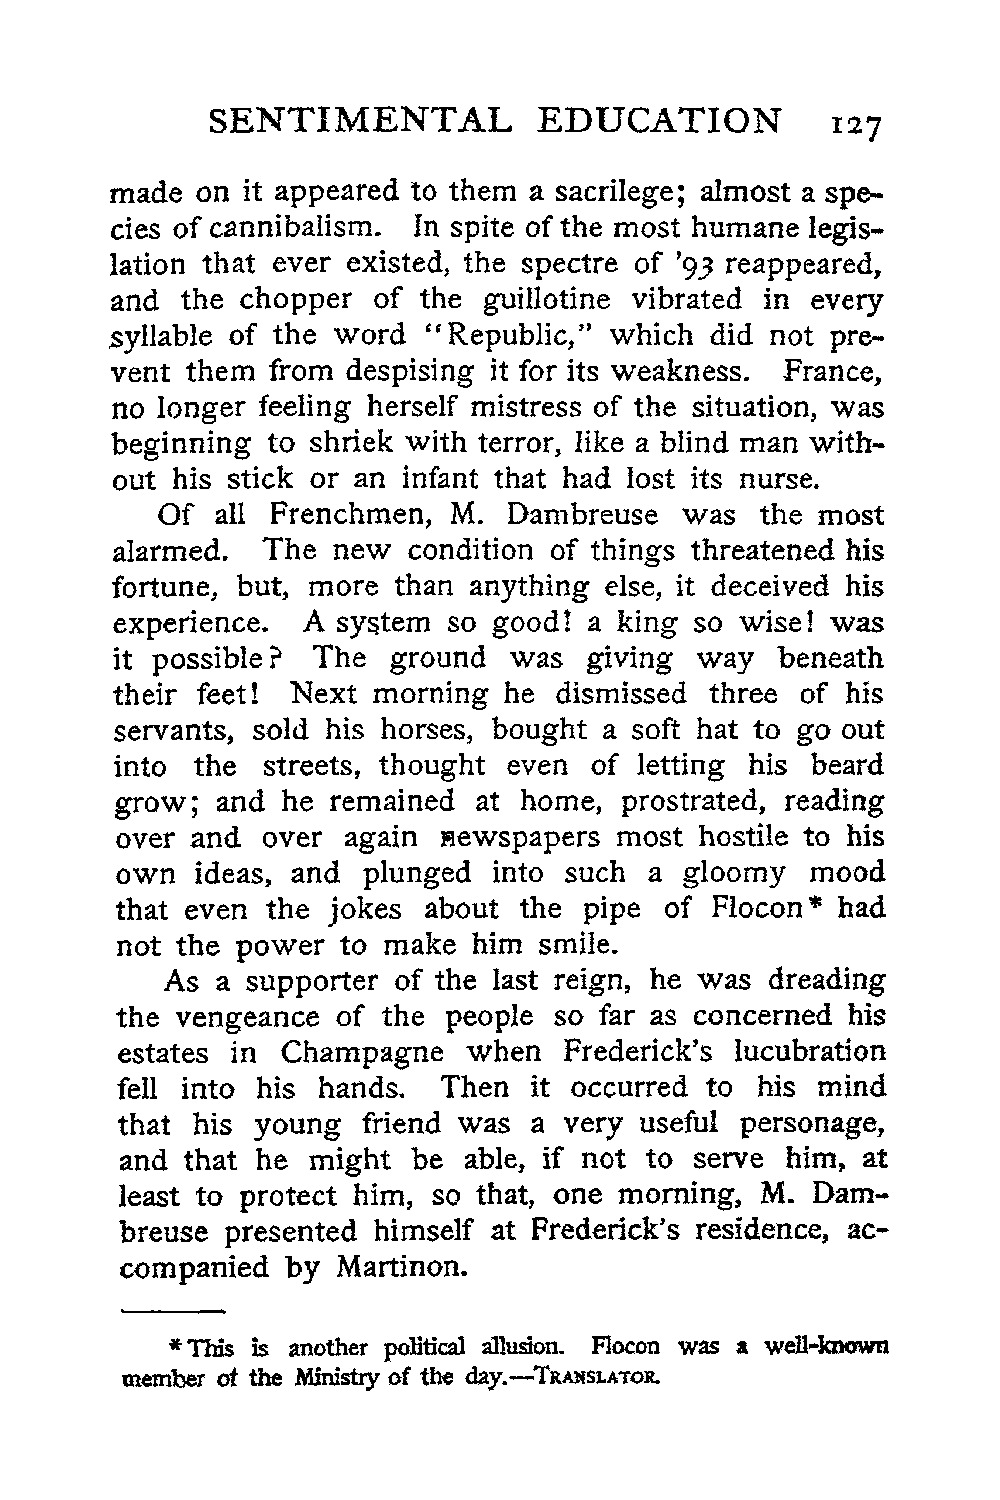 SENTIMENTAL EDUCATION 127
made on it appeared to them a sacrilege; almost a spe-
cies of cannibalism. In spite of the most humane legis-
lation that ever existed, the spectre of '93 reappeared,
and the chopper of the guillotine vibrated in every
syllable of the word "Republic," which did not pre-
vent them from despising it for its weakness. France,
no longer feeling herself mistress of the situation, was
beginning to shriek with terror, like a blind man with-
out his stick or an infant that had lost its nurse.
Of all Frenchmen, M. Dambreuse was the most
alarmed. The new condition of things threatened his
fortune, but, more than anything else, it deceived his
experience. A system so good! a king so wise! was
it possible? The ground was giving way beneath
their feet! Next morning he dismissed three of his
servants, sold his horses, bought a soft hat to go out
into the streets, thought even of letting his beard
grow; and he remained at home, prostrated, reading
over and over again newspapers most hostile to his
own ideas, and plunged into such a gloomy mood
that even the jokes about the pipe of Flocon* had
not the power to make him smile.
As a supporter of the last reign, he was dreading
the vengeance of the people so far as concerned his
estates in Champagne when Frederick's lucubration
fell into his hands. Then it occurred to his mind
that his young friend was a very useful personage,
and that he might be able, if not to serve him, at
least to protect him, so that, one morning, M. Dam-
breuse presented himself at Frederick's residence, ac-
companied by Martinon.
*This is another political allusion. Flocon was a well-known
member of the Ministry of the day.—TRANSLATOR.